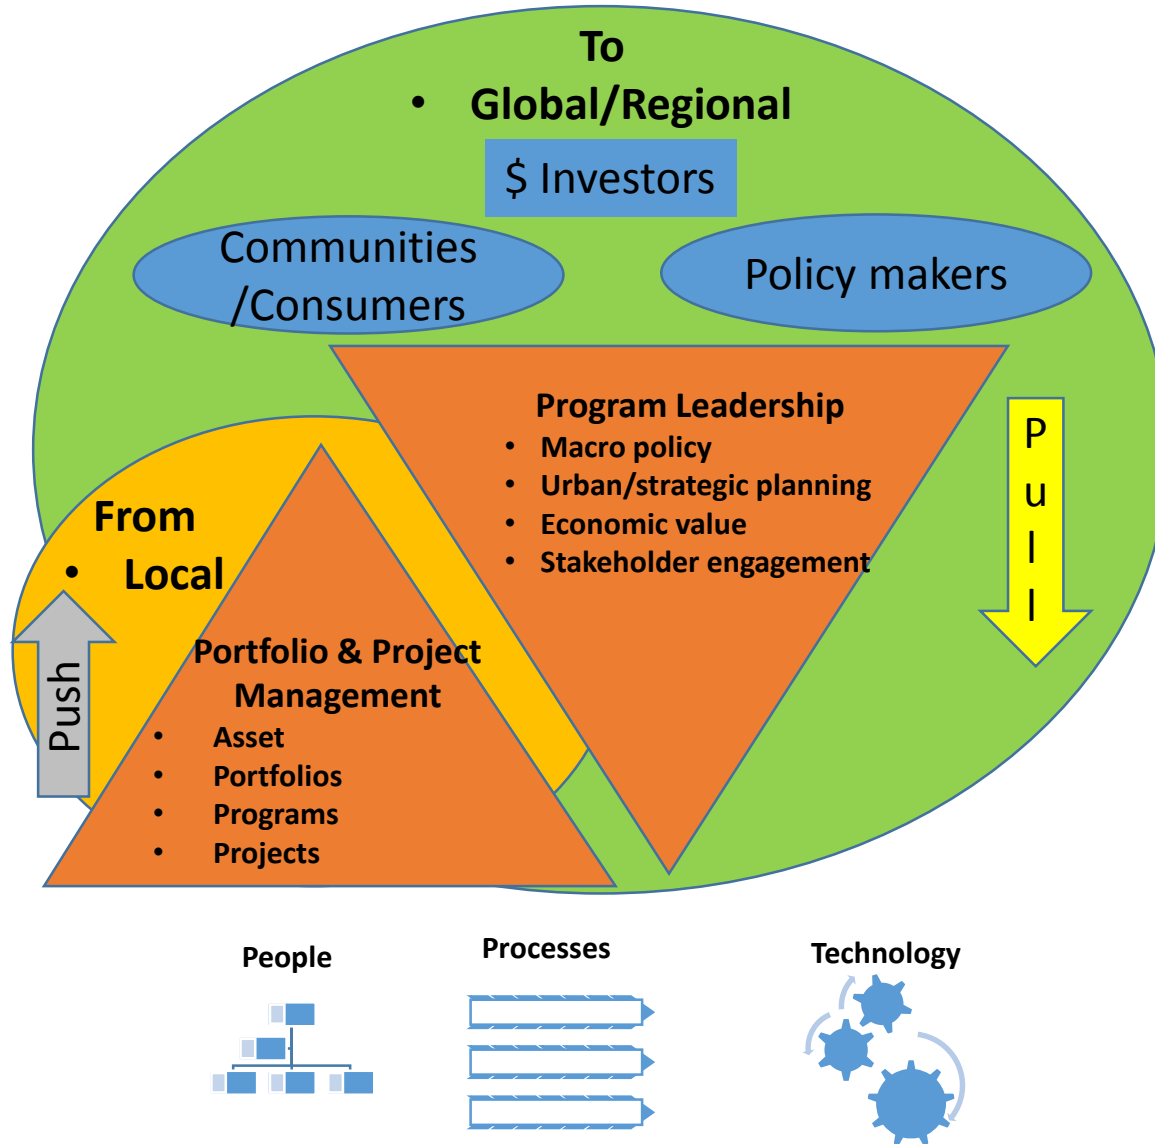 To
• Global/Regional
$ Investors
Communities
/Consumers
Policy makers
Program Leadership
• Macro policy
• Urban/strategic planning
• Economic value
• Stakeholder engagement
Pull
From
• Local
Push
Portfolio & Project
Management
• Asset
• Portfolios
• Programs
• Projects
People
Processes
Technology